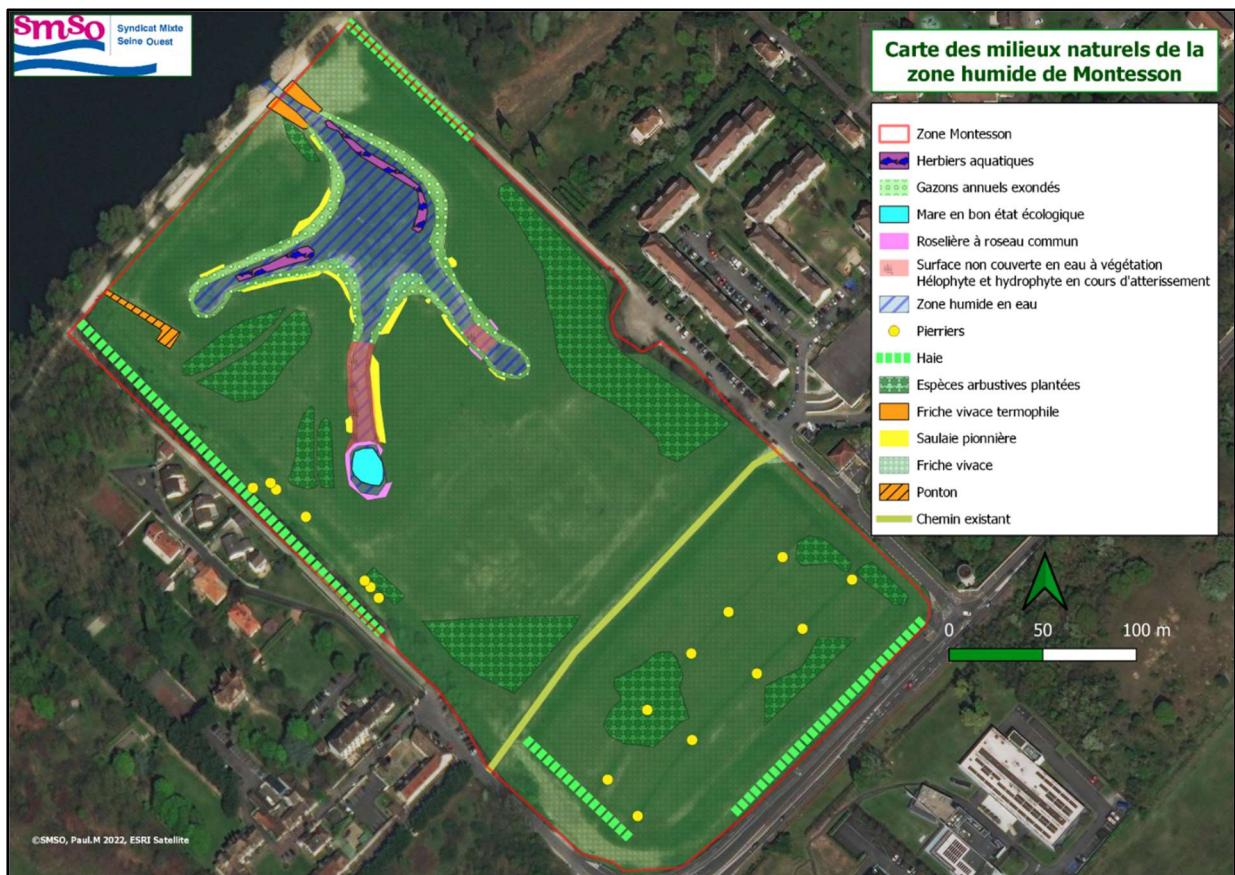 smso
Syndicat Mixte
Seine Ouest
Carte des milieux naturels de la
zone humide de Montesson
Zone Montesson
Herbiers aquatiques
Gazons annuels exondés
Mare en bon état écologique
Roselière à roseau commun
Surface non couverte en eau à végétation
Hélophyte et hydrophyte en cours d'atterissement
Zone humide en eau
Pierriers
Haie
Espèces arbustives plantées
Friche vivace termophile
Saulaie pionnière
Friche vivace
Ponton
Chemin existant
0 50 100 m
©SMSO, Paul.M 2022, ESRI Satellite